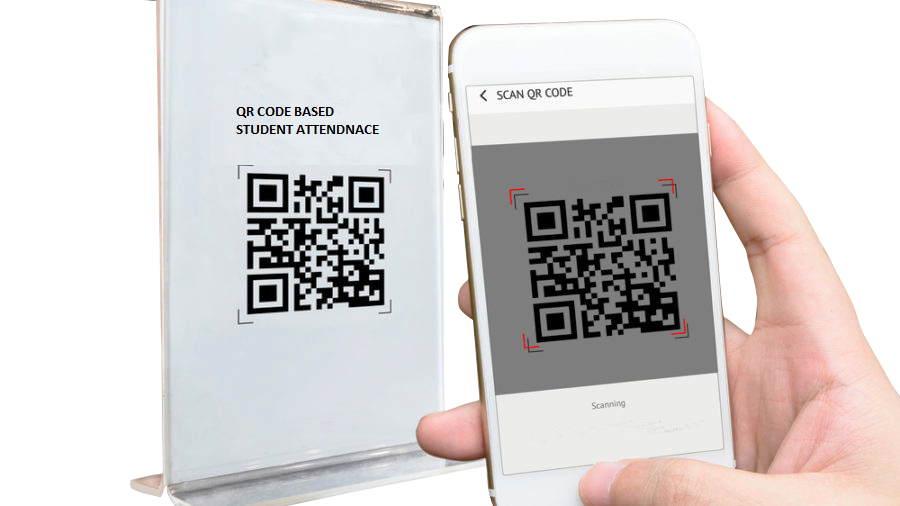 QR CODE BASED
STUDENT ATTENDNACE
SCAN QR CODE
Scanning